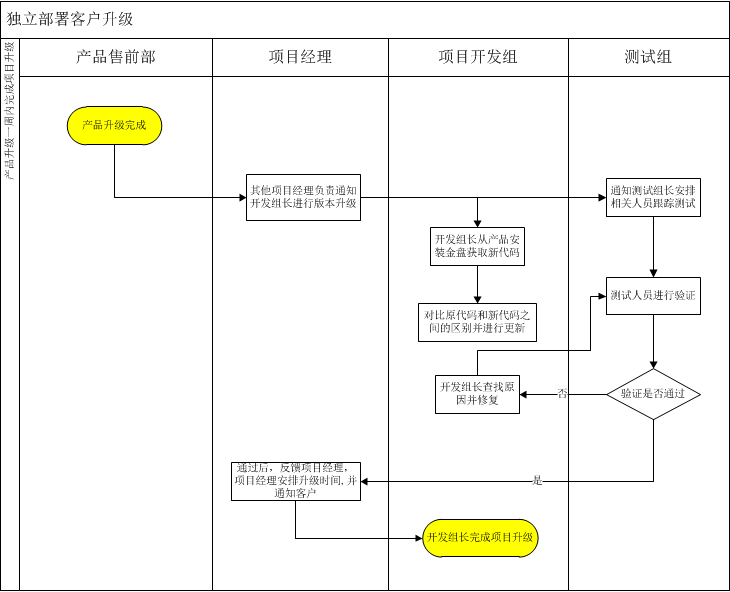 独立部署客户升级
产品升级一周内完成项目升级
产品售前部
项目经理
项目开发组
测试组
产品升级完成
其他项目经理负责通知
开发组长进行版本升级
通知测试组长安排
相关人员跟踪测试
开发组长从产品安
装金盘获取新代码
测试人员进行验证
对比原代码和新代码之
间的区别并进行更新
开发组长查找原
因并修复
否
验证是否通过
通过后，反馈项目经理，
项目经理安排升级时间,并
通知客户
是
开发组长完成项目升级